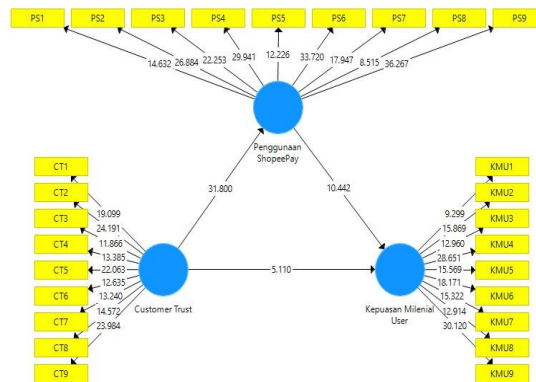 PS1 PS2 PS3 PS4 PS5 PS6 PS7 PS8 PS9
14.632 26.884 22.253 29.941 12.226 33.720 17.947 8.515 36.267
Penggunaan
ShopeePay
31.800
10.442
CT1
CT2
CT3
CT4
CT5
CT6
CT7
CT8
CT9
19.099
24.191
11.866
13.385
22.063
12.635
13.240
14.572
23.984
Customer Trust
5.110
Kepuasan Milenial
User
9.299
15.869
12.960
28.651
15.569
18.171
15.322
12.914
30.120
KMU1
KMU2
KMU3
KMU4
KMU5
KMU6
KMU7
KMU8
KMU9